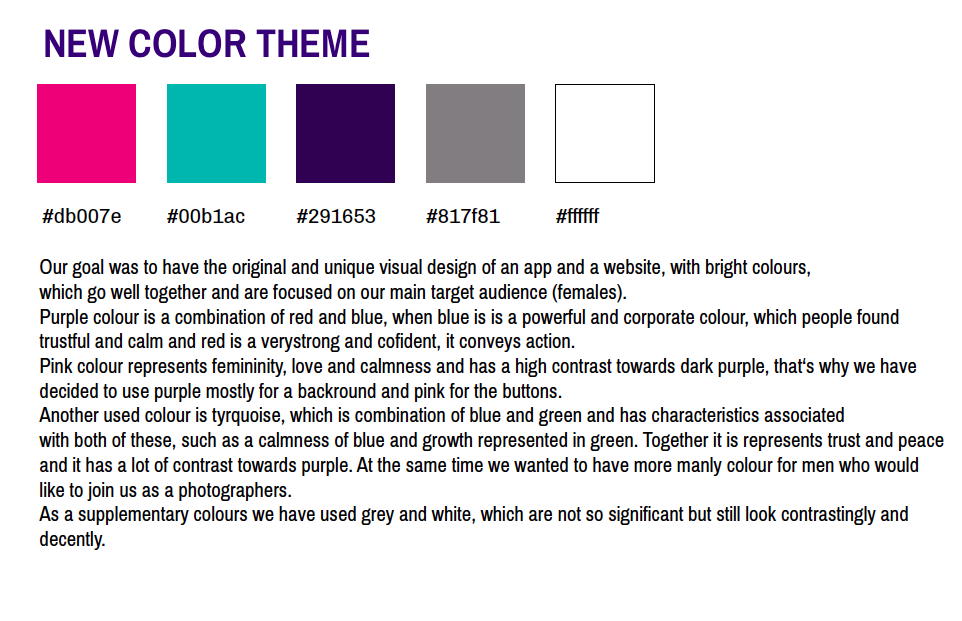 NEW COLOR THEME
#db007e #00b1ac #291653 #817f81 #ffffff
Our goal was to have the original and unique visual design of an app and a website, with bright colours,
which go well together and are focused on our main target audience (females).
Purple colour is a combination of red and blue, when blue is is a powerful and corporate colour, which people found
trustful and calm and red is a verystrong and cofident, it conveys action.
Pink colour represents femininity, love and calmness and has a high contrast towards dark purple, that‘s why we have
decided to use purple mostly for a backround and pink for the buttons.
Another used colour is tyrquoise, which is combination of blue and green and has characteristics associated
with both of these, such as a calmness of blue and growth represented in green. Together it is represents trust and peace
and it has a lot of contrast towards purple. At the same time we wanted to have more manly colour for men who would
like to join us as a photographers.
As a supplementary colours we have used grey and white, which are not so significant but still look contrastingly and
decently.